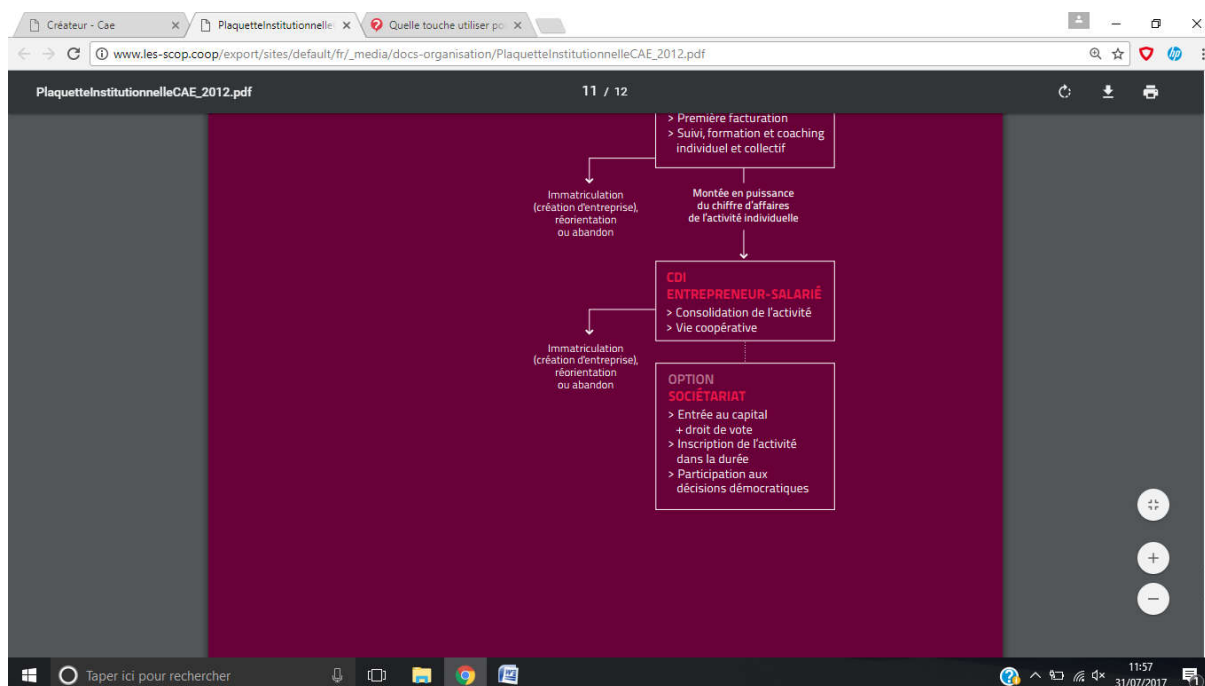 Créateur - Cae
PlaquetteInstitutionnelle
Quelle touche utiliser po
www.les-scop.coop/export/sites/default/fr/_media/docs-organisation/PlaquetteInstitutionnelleCAE_2012.pdf
PlaquetteInstitutionnelleCAE_2012.pdf
11 / 12
> Première facturation
> Suivi, formation et coaching
individuel et collectif
Immatriculation
(création d'entreprise),
réorientation
ou abandon
Montée en puissance
du chiffre d'affaires
de l'activité individuelle
CDI
ENTREPRENEUR-SALARIÉ
> Consolidation de l'activité
> Vie coopérative
Immatriculation
(création d'entreprise),
réorientation
ou abandon
OPTION
SOCIÉTARIAT
> Entrée au capital
+ droit de vote
> Inscription de l'activité
dans la durée
> Participation aux
décisions démocratiques
Taper ici pour rechercher
11:57
31/07/2017